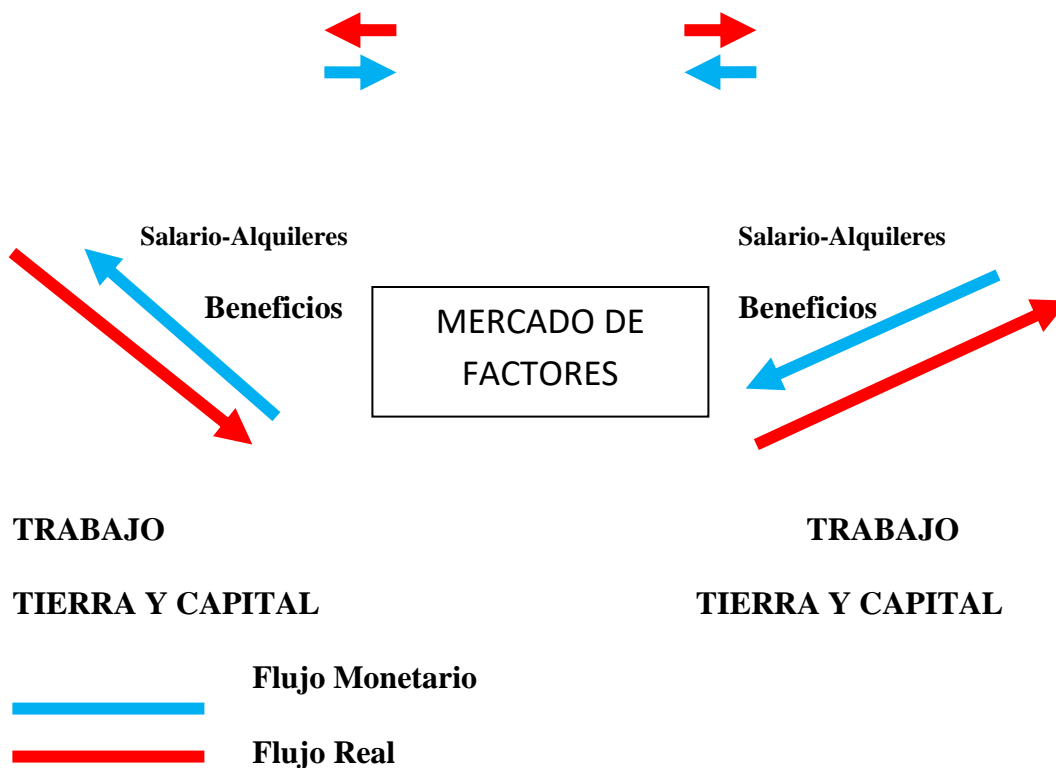 Salario-Alquileres
Salario-Alquileres
Beneficios
MERCADO DE
FACTORES
Beneficios
TRABAJO
TRABAJO
TIERRA Y CAPITAL
TIERRA Y CAPITAL
Flujo Monetario
Flujo Real